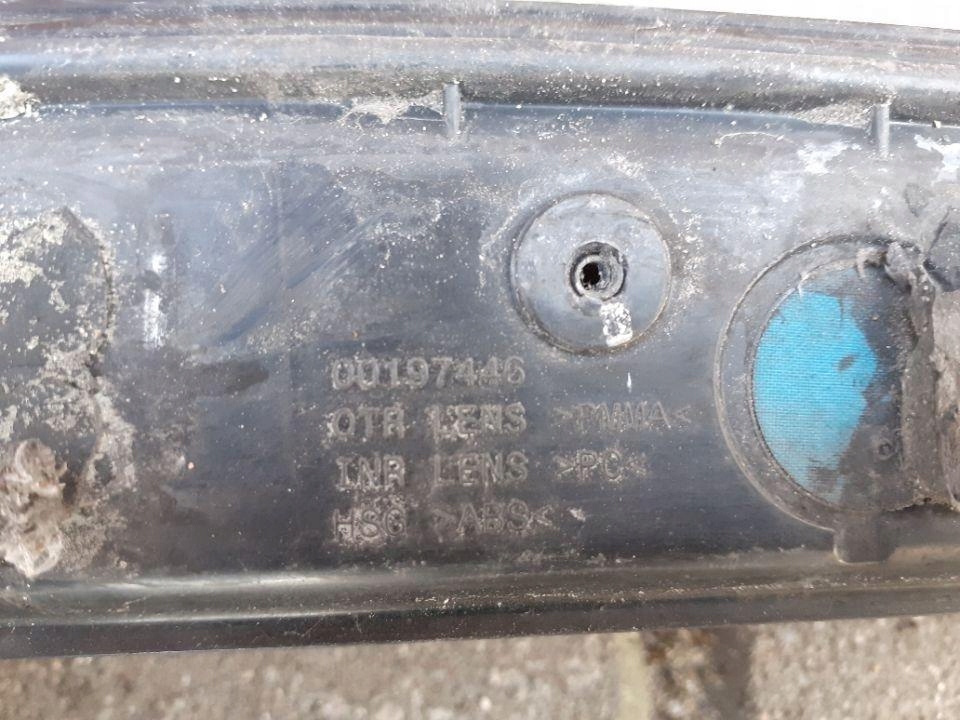 00197446
OTR LENS >PMMA<
INR LENS >PC<
HSG >ABS<